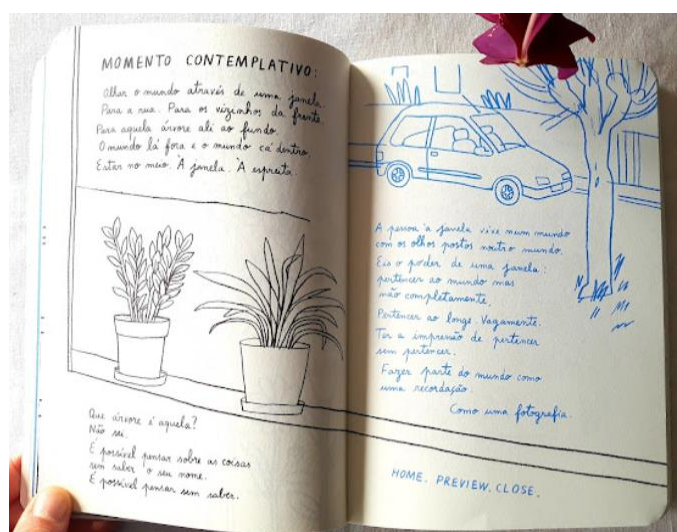 MOMENTO CONTEMPLATIVO:
Olhar o mundo através de uma janela.
Para a rua. Para os vizinhos da frente.
Para aquela árvore ali ao fundo.
O mundo lá fora e o mundo cá dentro.
Estar no meio. À janela. À espreita.
Que árvore é aquela?
Não sei.
É possível pensar sobre as coisas
sem saber o seu nome.
É possível pensar sem saber.
A pessoa à janela vive num mundo
com os olhos postos noutro mundo.
Eis o poder de uma janela:
pertencer ao mundo mas
não completamente.
Pertencer ao longe. Vagamente.
Ter a impressão de pertencer
sem pertencer.
Fazer parte do mundo como
uma recordação.
Como uma fotografia.
HOME. PREVIEW. CLOSE.